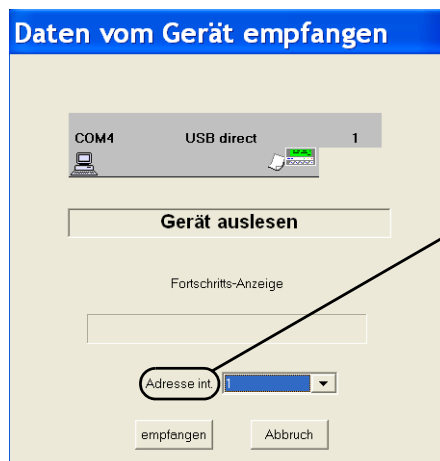 Daten vom Gerät empfangen
COM4 USB direct 1
Gerät auslesen
Fortschritts-Anzeige
Adresse int. 1
empfangen Abbruch